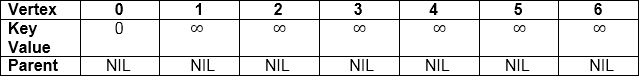 Vertex 0 1 2 3 4 5 6
Key Value 0 ∞ ∞ ∞ ∞ ∞ ∞
Parent NIL NIL NIL NIL NIL NIL NIL